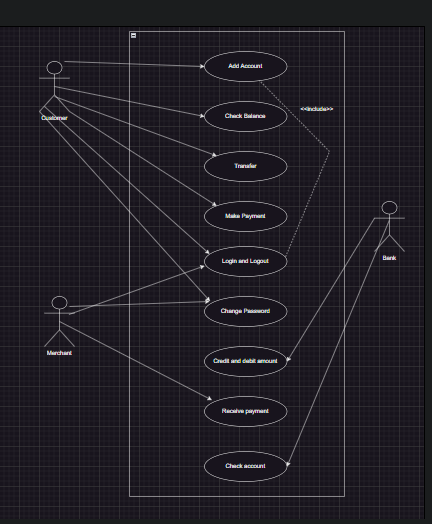 Add Account
<<include>>
Customer
Check Balance
Transfer
Make Payment
Login and Logout
Bank
Change Password
Merchant
Credit and debit amount
Receive payment
Check account